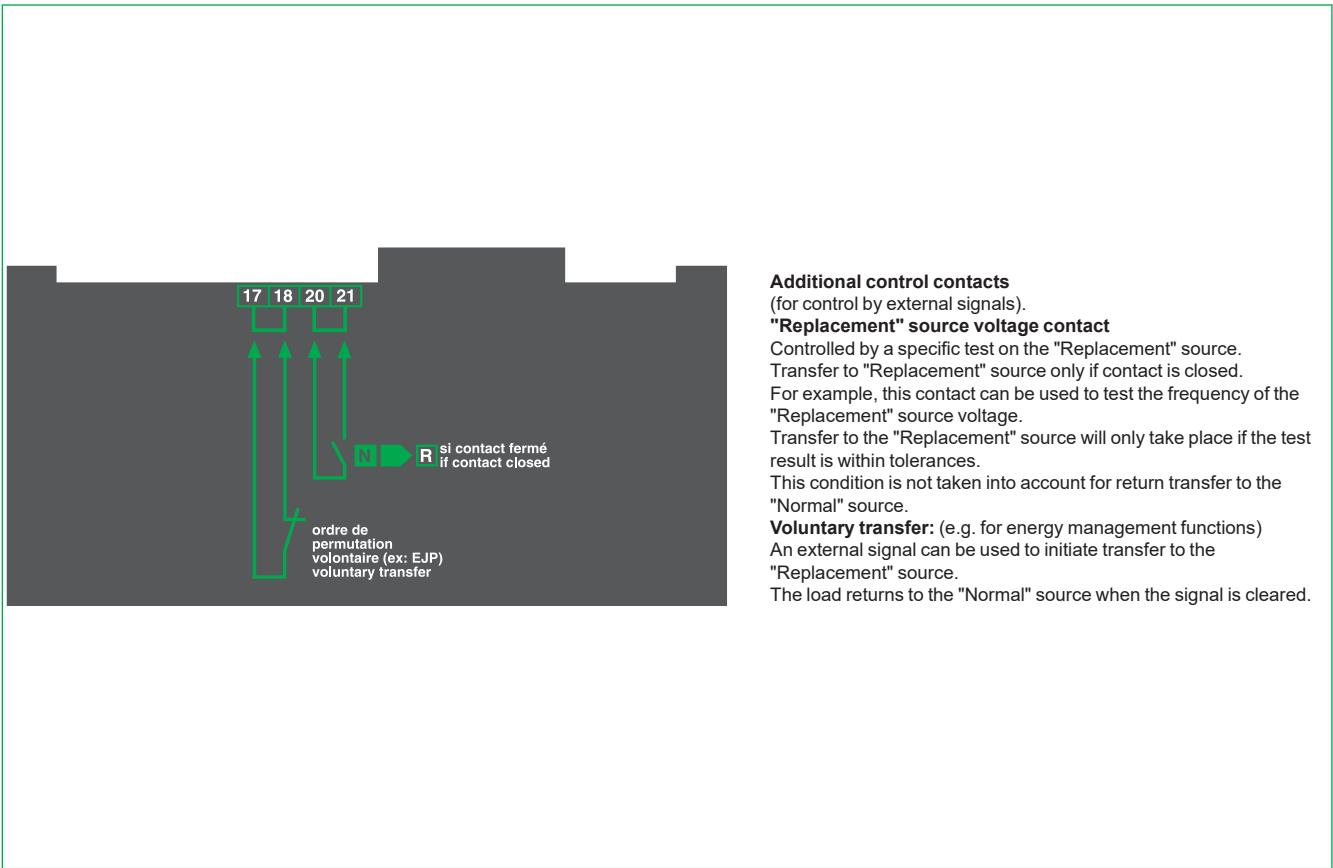 17 18 20 21
N R si contact fermé
if contact closed
ordre de
permutation
volontaire (ex: EJP)
voluntary transfer
Additional control contacts
(for control by external signals).
"Replacement" source voltage contact
Controlled by a specific test on the "Replacement" source.
Transfer to "Replacement" source only if contact is closed.
For example, this contact can be used to test the frequency of the
"Replacement" source voltage.
Transfer to the "Replacement" source will only take place if the test
result is within tolerances.
This condition is not taken into account for return transfer to the
"Normal" source.
Voluntary transfer: (e.g. for energy management functions)
An external signal can be used to initiate transfer to the
"Replacement" source.
The load returns to the "Normal" source when the signal is cleared.